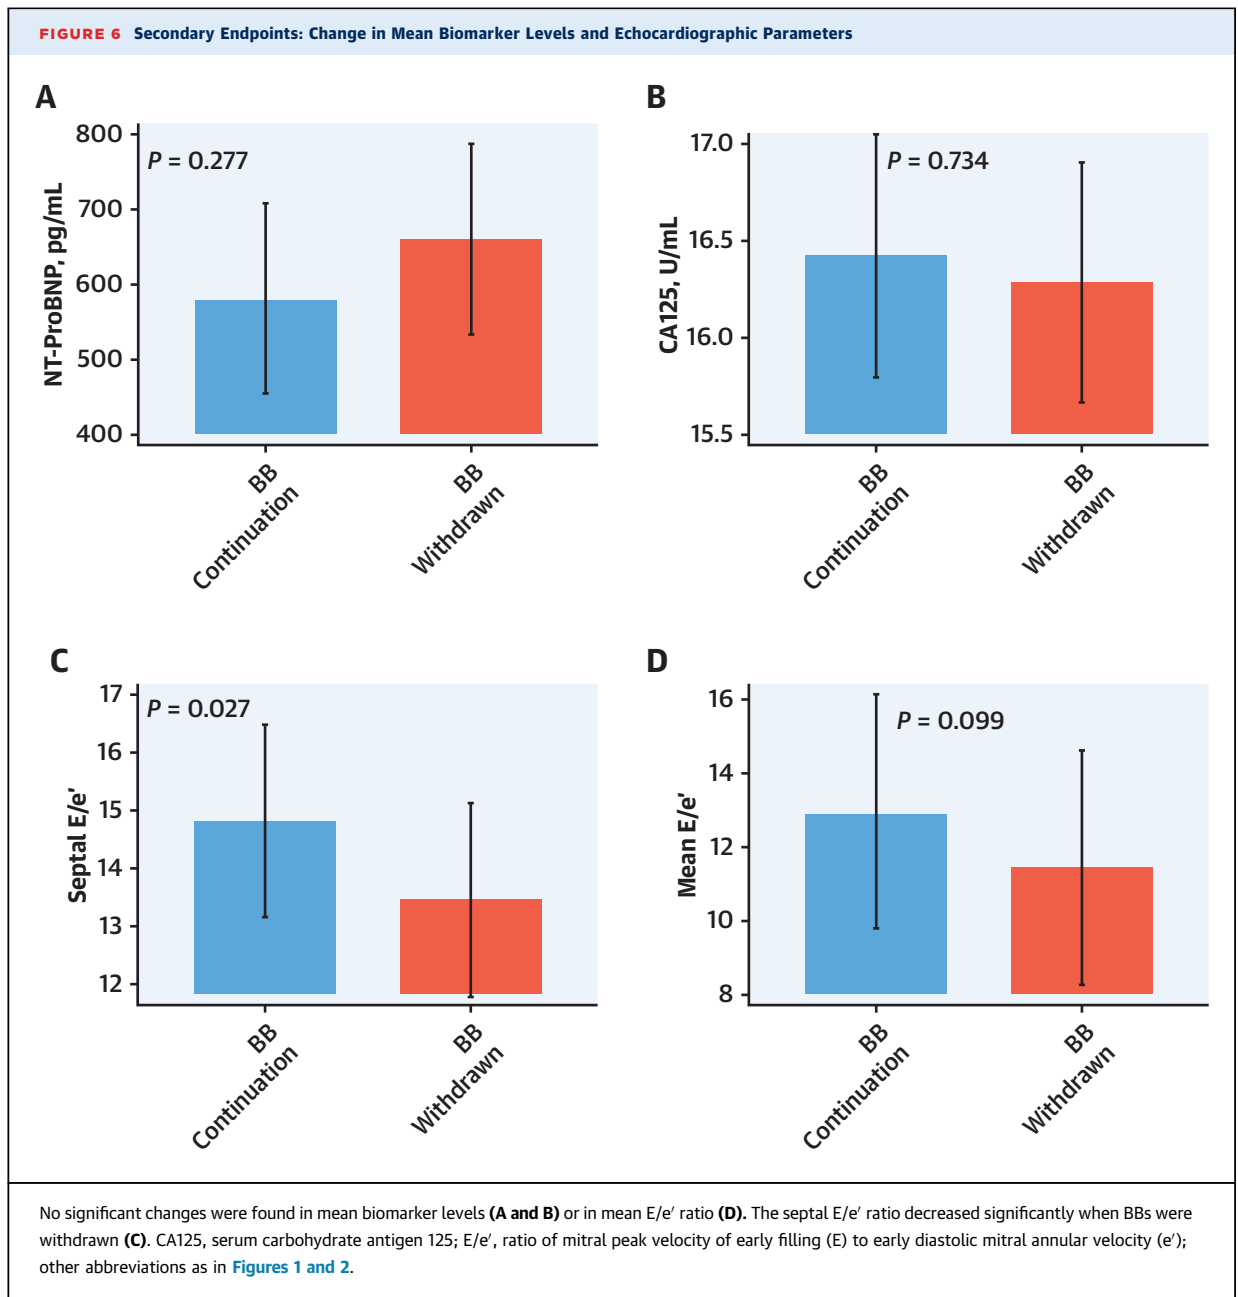 FIGURE 6 Secondary Endpoints: Change in Mean Biomarker Levels and Echocardiographic Parameters
A
800
700
600
500
400
NT-ProBNP, pg/mL
P = 0.277
BB
Continuation
BB
Withdrawn
B
17.0
16.5
16.0
15.5
CA125, U/mL
P = 0.734
BB
Continuation
BB
Withdrawn
C
17
16
15
14
13
12
Septal E/e′
P = 0.027
BB
Continuation
BB
Withdrawn
D
16
14
12
10
8
Mean E/e′
P = 0.099
BB
Continuation
BB
Withdrawn
No significant changes were found in mean biomarker levels (A and B) or in mean E/e′ ratio (D). The septal E/e′ ratio decreased significantly when BBs were
withdrawn (C). CA125, serum carbohydrate antigen 125; E/e′, ratio of mitral peak velocity of early filling (E) to early diastolic mitral annular velocity (e′);
other abbreviations as in Figures 1 and 2.